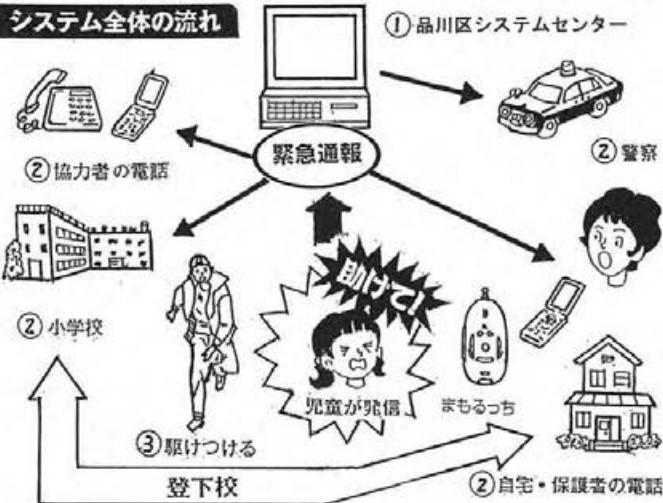 システム全体の流れ
①品川区システムセンター
緊急通報
②協力者の電話
②警察
②小学校
助けて!
児童が発信
まもるっち
③駆けつける
登下校
②自宅・保護者の電話